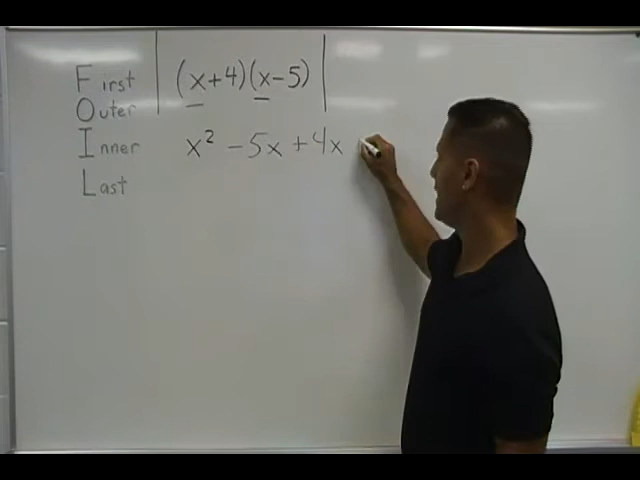 First
Outer
Inner
Last
(x+4)(x-5)
x² -5x +4x